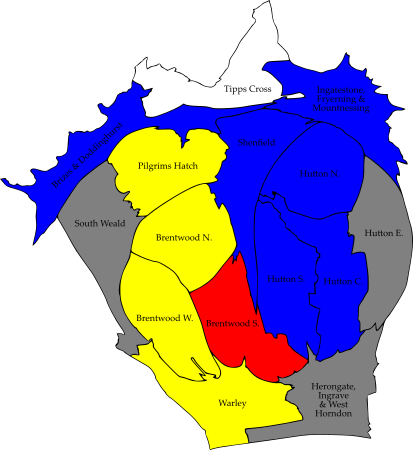 Tipps Cross
Ingatestone,
Fryerning &
Mountnessing
Brizes & Doddinghurst
Shenfield
Pilgrims Hatch
Hutton N.
South Weald
Brentwood N.
Hutton E.
Hutton S.
Hutton C.
Brentwood W.
Brentwood S.
Herongate,
Ingrave
& West
Horndon
Warley